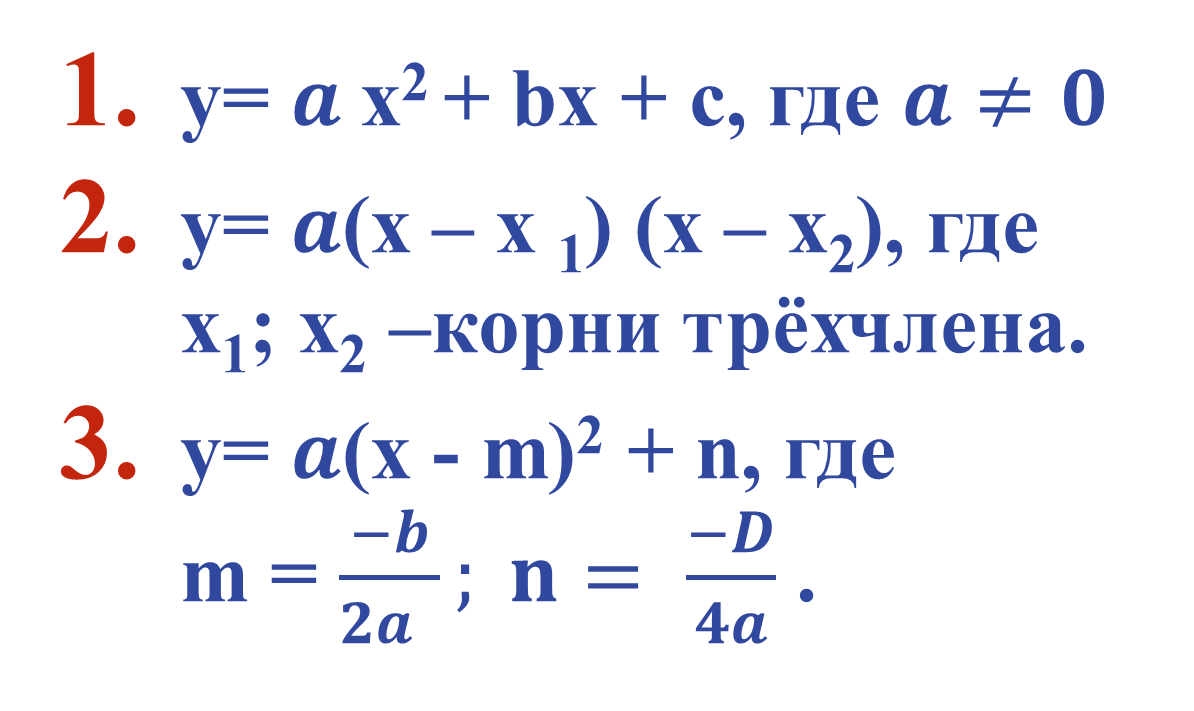 1. y= a x² + bx + c, где a ≠ 0
2. y= a(x – x ₁) (x – x₂), где
x₁; x₂ –корни трёхчлена.
3. y= a(x - m)² + n, где
m = −b/2a ; n = −D/4a .